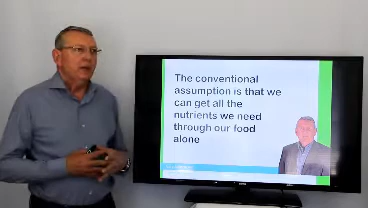 The conventional
assumption is that we
can get all the
nutrients we need
through our food
alone